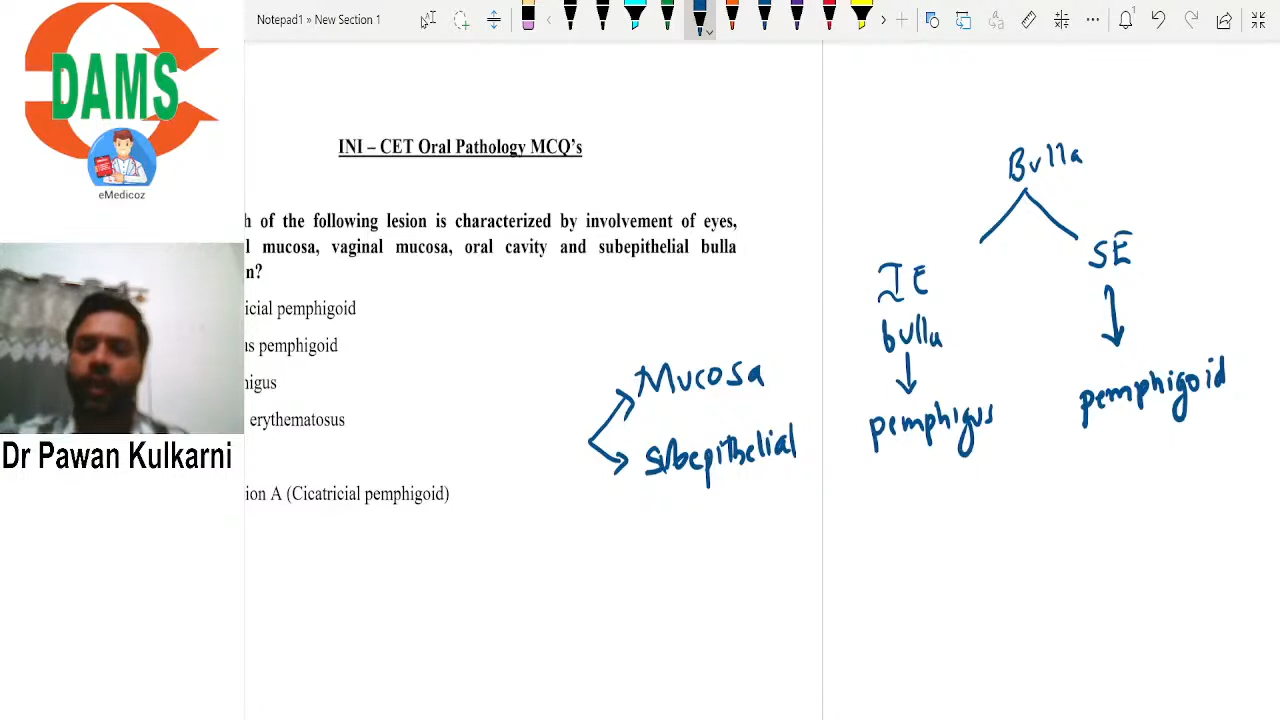 Notepad1 » New Section 1
DAMS
eMedicoz
INI – CET Oral Pathology MCQ's
h of the following lesion is characterized by involvement of eyes,
l mucosa, vaginal mucosa, oral cavity and subepithelial bulla
n?
icial pemphigoid
us pemphigoid
higus
erythematosus
ion A (Cicatricial pemphigoid)
Mucosa
subepithelial
Bulla
IE
bulla
pemphigus
SE
pemphigoid
Dr Pawan Kulkarni